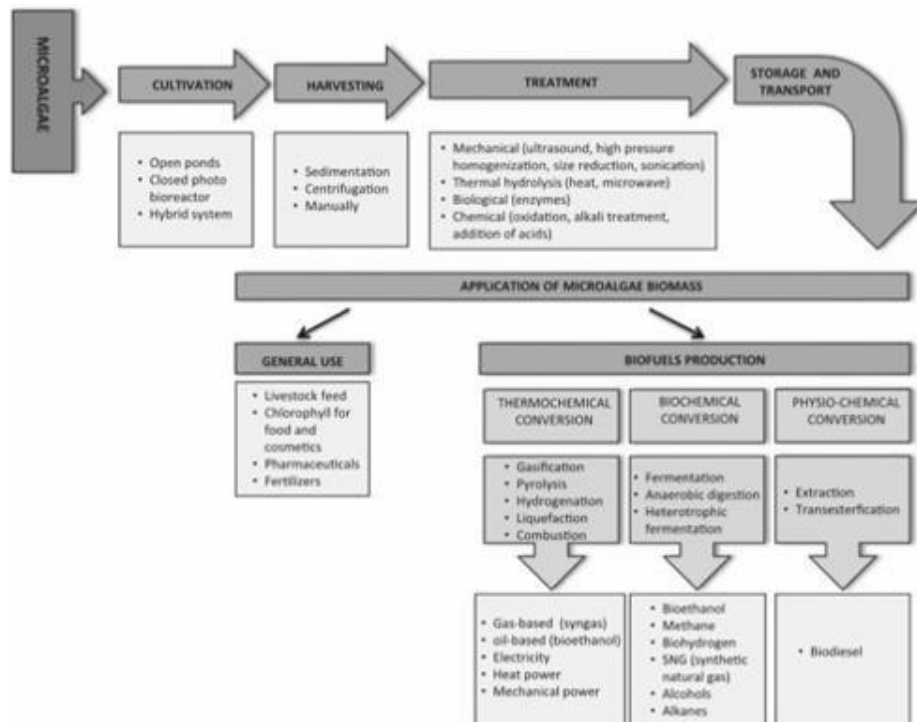 MICROALGAE
CULTIVATION
HARVESTING
TREATMENT
STORAGE AND
TRANSPORT
• Open ponds
• Closed photo
bioreactor
• Hybrid system
• Sedimentation
• Centrifugation
• Manually
• Mechanical (ultrasound, high pressure
homogenization, size reduction, sonication)
• Thermal hydrolysis (heat, microwave)
• Biological (enzymes)
• Chemical (oxidation, alkali treatment,
addition of acids)
APPLICATION OF MICROALGAE BIOMASS
GENERAL USE
• Livestock feed
• Chlorophyll for
food and
cosmetics
• Pharmaceuticals
• Fertilizers
BIOFUELS PRODUCTION
THERMOCHEMICAL
CONVERSION
• Gasification
• Pyrolysis
• Hydrogenation
• Liquefaction
• Combustion
• Gas-based (syngas)
• oil-based (bioethanol)
• Electricity
• Heat power
• Mechanical power
BIOCHEMICAL
CONVERSION
• Fermentation
• Anaerobic digestion
• Heterotrophic
fermentation
• Bioethanol
• Methane
• Biohydrogen
• SNG (synthetic
natural gas)
• Alcohols
• Alkanes
PHYSIO-CHEMICAL
CONVERSION
• Extraction
• Transesterfication
• Biodiesel